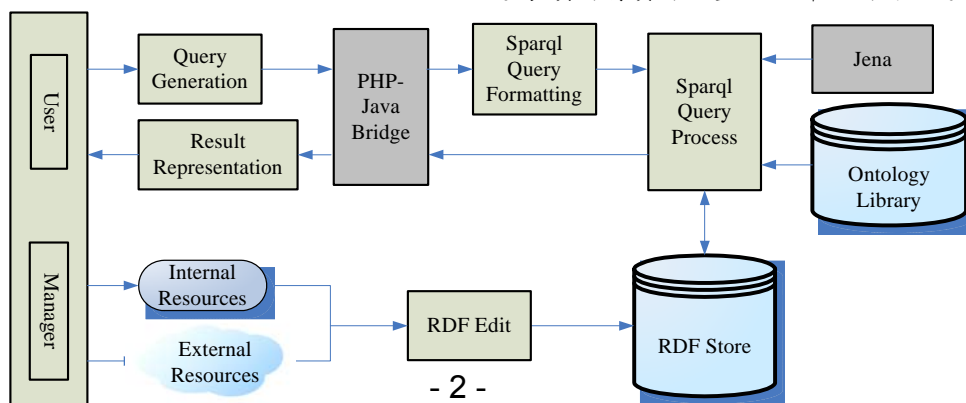 User
Query
Generation
PHP-
Java
Bridge
Sparql
Query
Formatting
Sparql
Query
Process
Jena
Result
Representation
Ontology
Library
Manager
Internal
Resources
External
Resources
RDF Edit
RDF Store
- 2 -